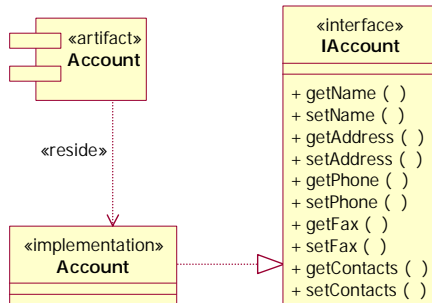 «artifact»
Account
«reside»
«implementation»
Account
«interface»
IAccount
+ getName ( )
+ setName ( )
+ getAddress ( )
+ setAddress ( )
+ getPhone ( )
+ setPhone ( )
+ getFax ( )
+ setFax ( )
+ getContacts ( )
+ setContacts ( )